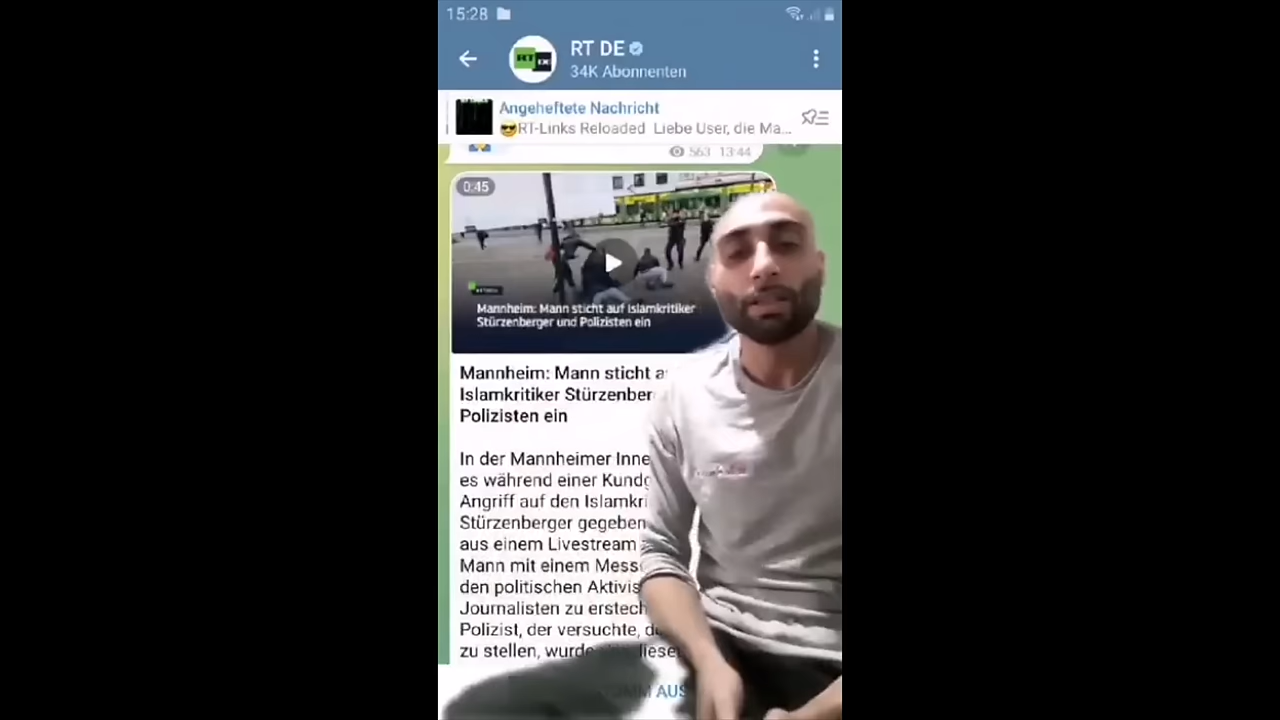 15:28
RT DE
34K Abonnenten
Angeheftete Nachricht
RT-Links Reloaded Liebe User, die Ma...
563 13:44
0:45
Mannheim: Mann sticht auf Islamkritiker
Stürzenberger und Polizisten ein
Mannheim: Mann sticht a
Islamkritiker Stürzenber
Polizisten ein
In der Mannheimer Inne
es während einer Kundg
Angriff auf den Islamkri
Stürzenberger gegeben
aus einem Livestream
Mann mit einem Mess
den politischen Aktivis
Journalisten zu erstech
Polizist, der versuchte, d
zu stellen, wurde diese
AUS